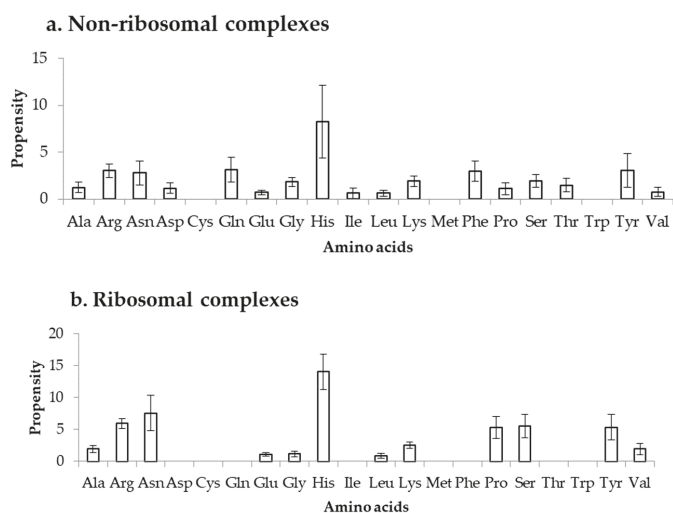 a. Non-ribosomal complexes
15
10
5
0
Propensity
Ala Arg Asn Asp Cys Gln Glu Gly His Ile Leu Lys Met Phe Pro Ser Thr Trp Tyr Val
Amino acids
b. Ribosomal complexes
20
15
10
5
0
Propensity
Ala Arg Asn Asp Cys Gln Glu Gly His Ile Leu Lys Met Phe Pro Ser Thr Trp Tyr Val
Amino acids